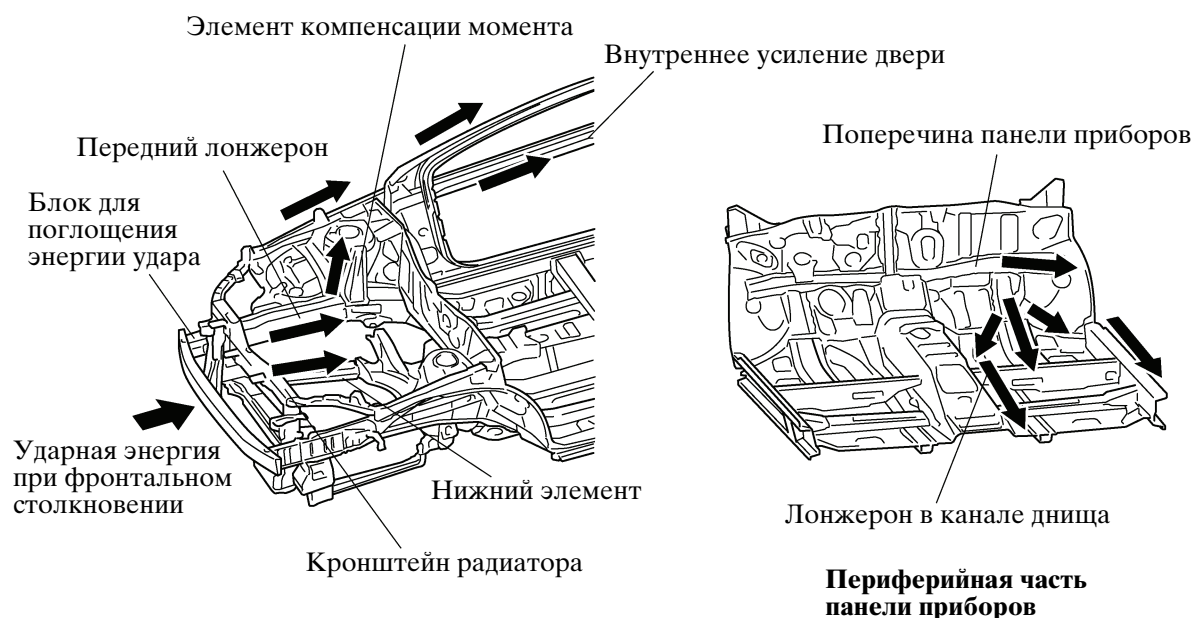 Элемент компенсации момента
Внутреннее усиление двери
Передний лонжерон
Поперечина панели приборов
Блок для
поглощения
энергии удара
Ударная энергия
при фронтальном
столкновении
Нижний элемент
Кронштейн радиатора
Лонжерон в канале днища
Периферийная часть
панели приборов